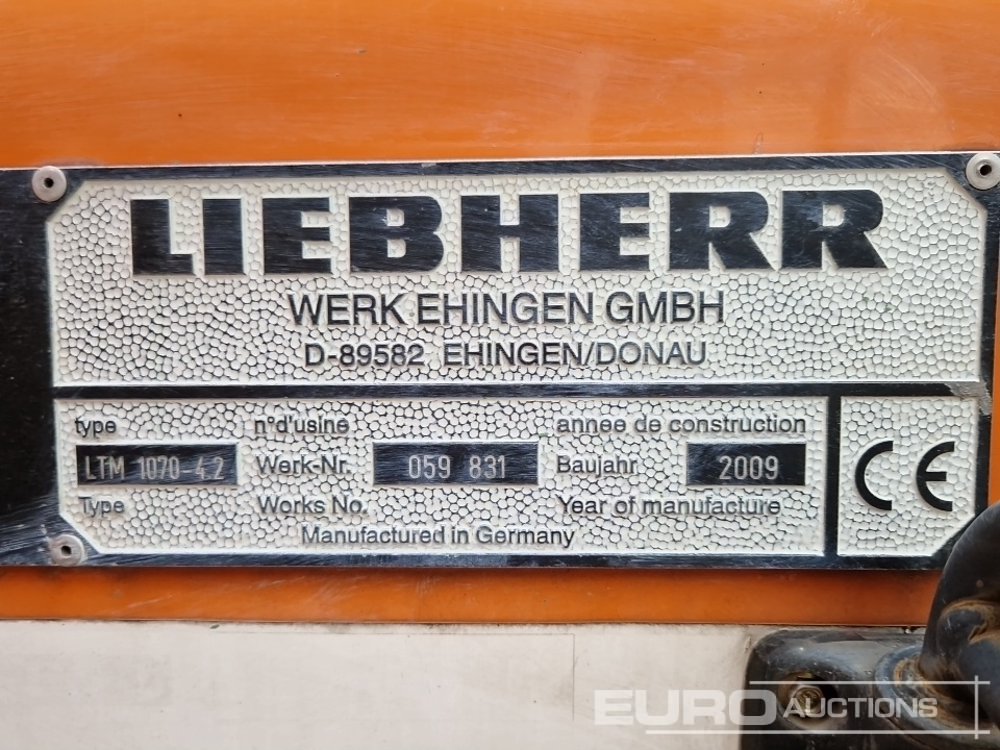 LIEBHERR
WERK EHINGEN GMBH
D-89582 EHINGEN/DONAU
type n°d'usine annee de construction
LTM 1070-4.2 Werk-Nr. 059 831 Baujahr 2009
Type Works No. Year of manufacture
Manufactured in Germany
CE
EURO AUCTIONS